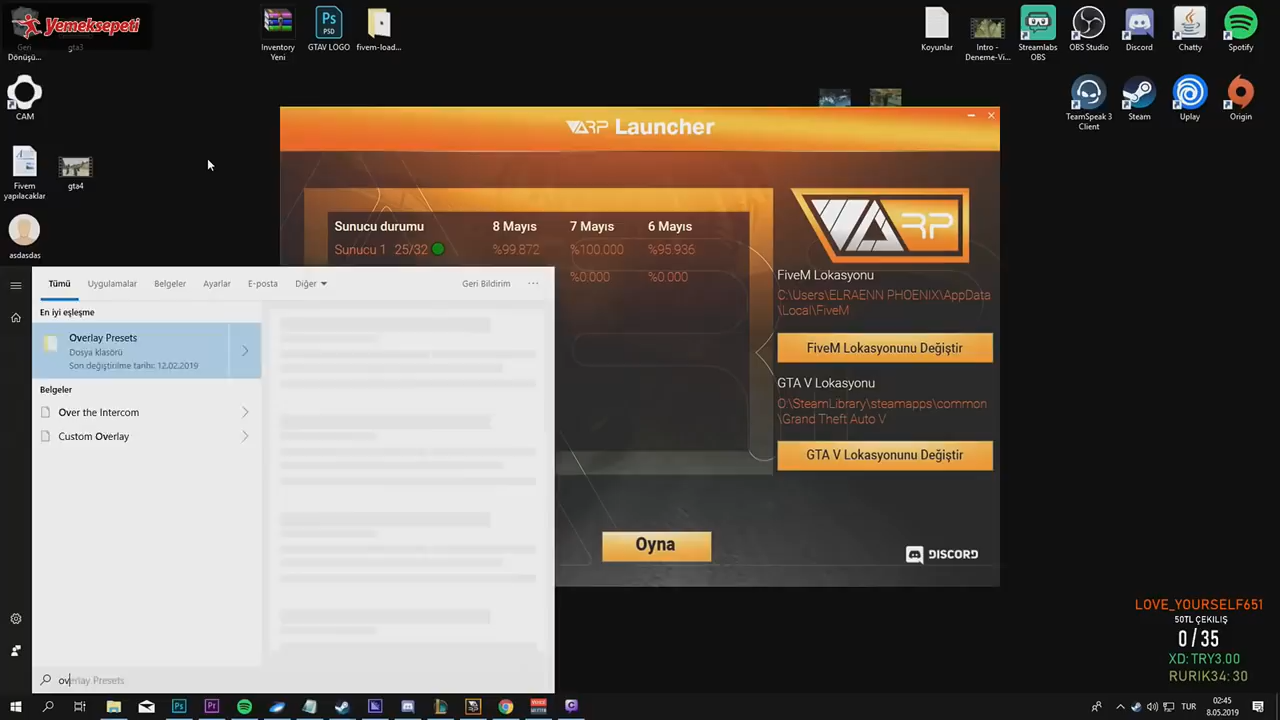 Yemeksepeti
Geri
Dönüşü...
gta3
Inventory
Yeni
Ps
PSD
GTAV LOGO
fivem-load...
Koyunlar
Intro -
Deneme-Vi...
Streamlabs
OBS
OBS Studio
Discord
Chatty
Spotify
CAM
TeamSpeak 3
Client
Steam
Uplay
Origin
Fivem
yapılacaklar
gta4
asdasdas
RP Launcher
Sunucu durumu
8 Mayıs
7 Mayıs
6 Mayıs
Sunucu 1 25/32
%99.872
%100.000
%95.936
%0.000
%0.000
RP
FiveM Lokasyonu
C:\Users\ELRAENN PHOENIX\AppData
\Local\FiveM
FiveM Lokasyonunu Değiştir
GTA V Lokasyonu
O:\SteamLibrary\steamapps\common
\Grand Theft Auto V
GTA V Lokasyonunu Değiştir
Oyna
DISCORD
Tümü
Uygulamalar
Belgeler
Ayarlar
E-posta
Diğer
Geri Bildirim
En iyi eşleşme
Overlay Presets
Dosya klasörü
Son değiştirilme tarihi: 12.02.2019
Belgeler
Over the Intercom
Custom Overlay
overlay Presets
LOVE_YOURSELF651
50TL ÇEKILIŞ
0 / 35
XD: TRY3.00
RURIK34: 30
Ps
Pr
TUR
02:45
8.05.2019